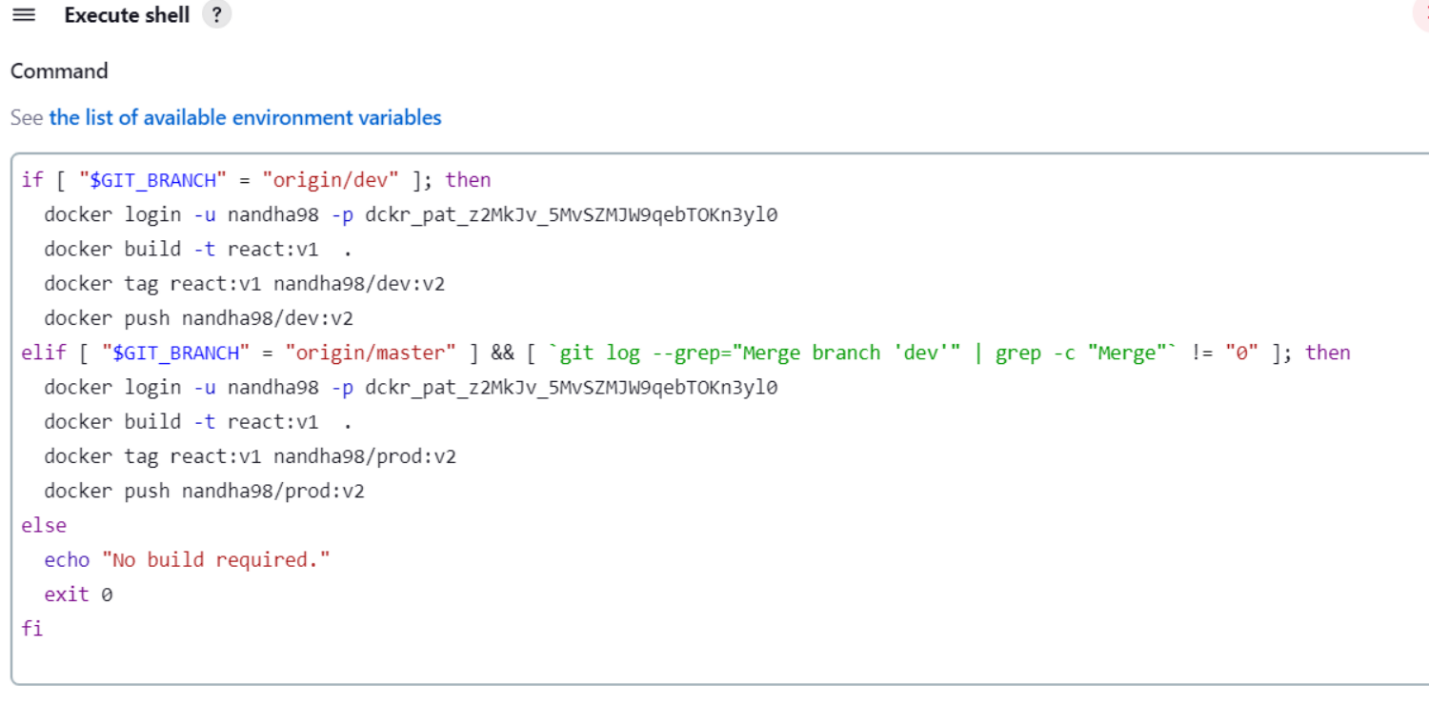 Execute shell ?
Command
See the list of available environment variables
if [ "$GIT_BRANCH" = "origin/dev" ]; then
  docker login -u nandha98 -p dckr_pat_z2MkJv_5MvSZMJW9qebTOKn3yl0
  docker build -t react:v1  .
  docker tag react:v1 nandha98/dev:v2
  docker push nandha98/dev:v2
elif [ "$GIT_BRANCH" = "origin/master" ] && [ `git log --grep="Merge branch 'dev'" | grep -c "Merge"` != "0" ]; then
  docker login -u nandha98 -p dckr_pat_z2MkJv_5MvSZMJW9qebTOKn3yl0
  docker build -t react:v1  .
  docker tag react:v1 nandha98/prod:v2
  docker push nandha98/prod:v2
else
  echo "No build required."
  exit 0
fi